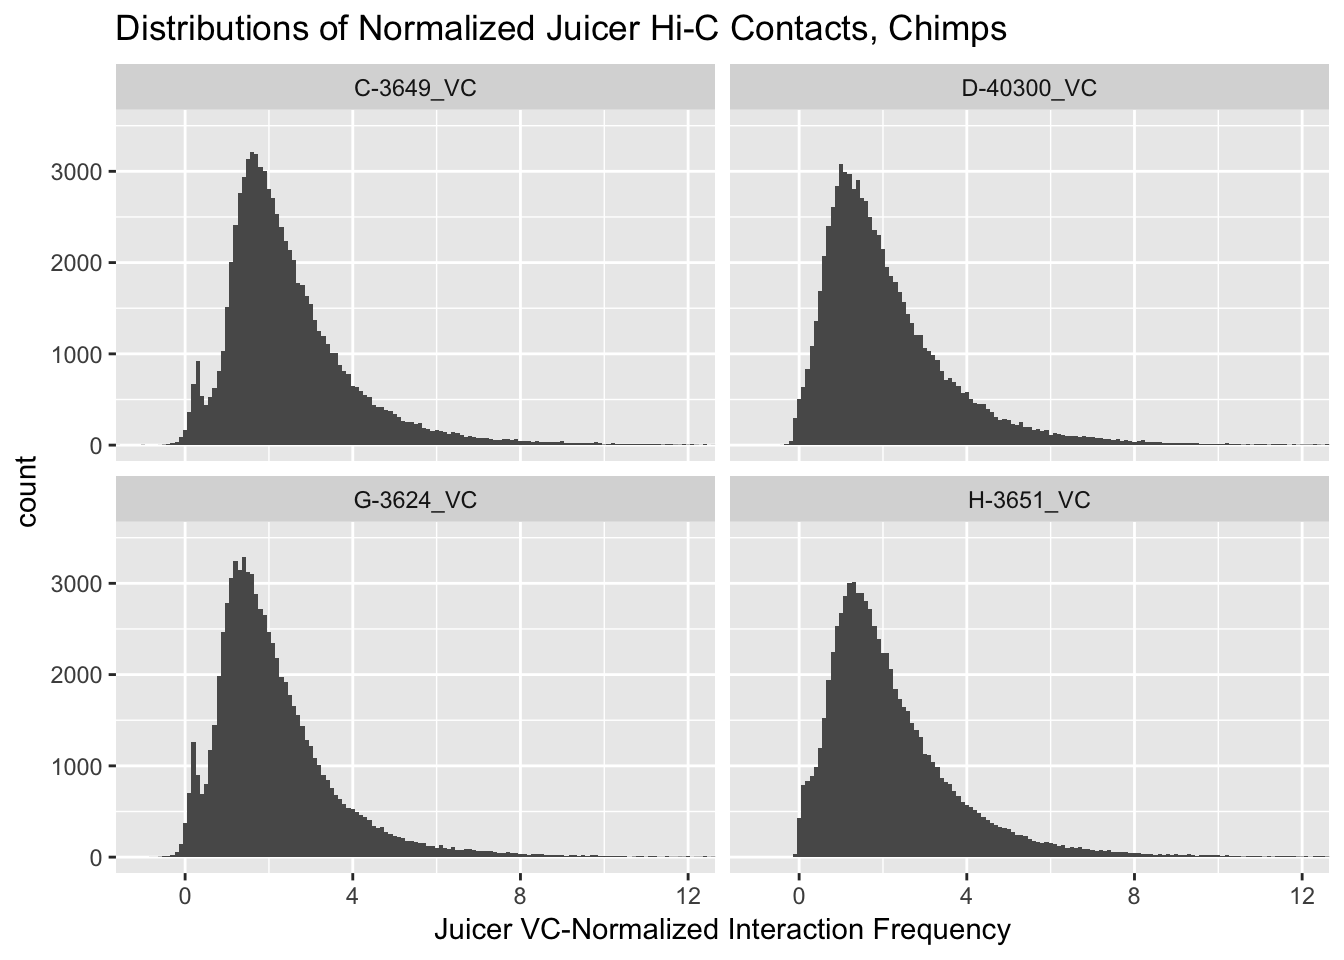 Distributions of Normalized Juicer Hi-C Contacts, Chimps
C-3649_VC
D-40300_VC
3000
2000
1000
0
G-3624_VC
H-3651_VC
3000
2000
1000
0
count
0 4 8 12
0 4 8 12
Juicer VC-Normalized Interaction Frequency